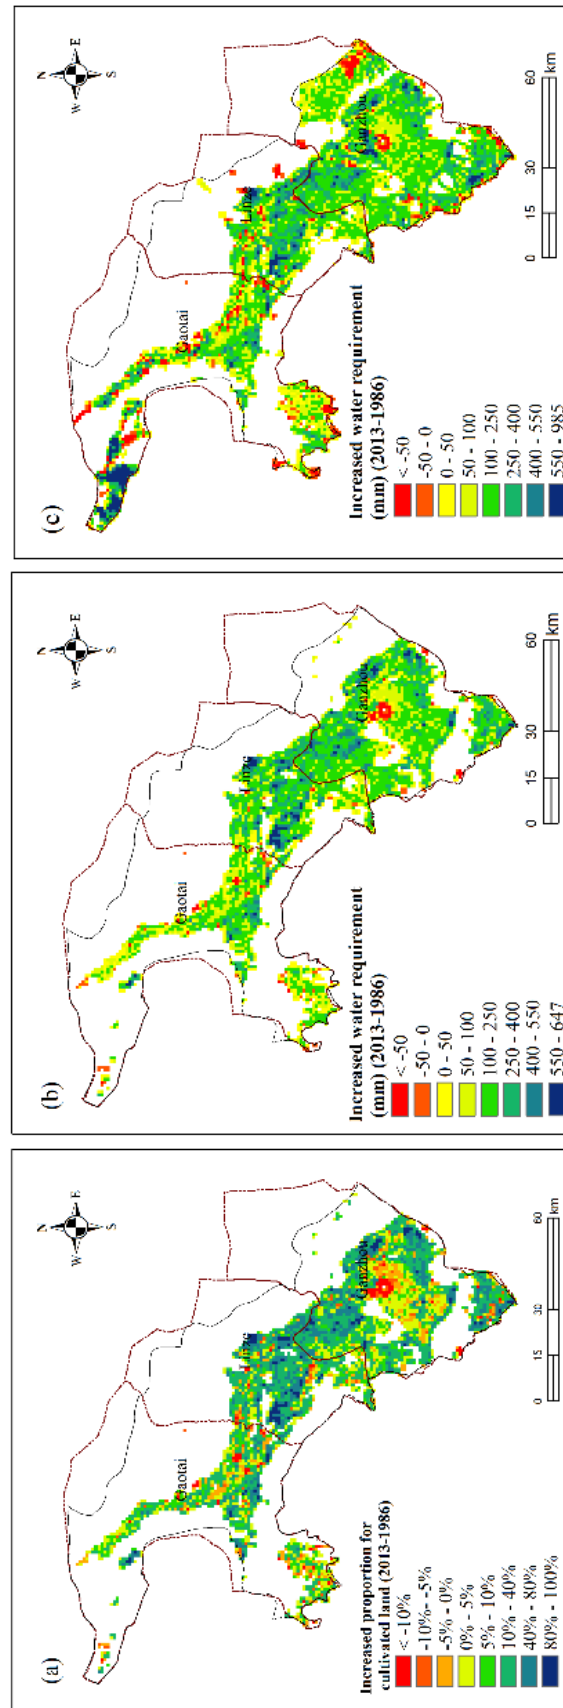 (a)
N
W
E
S
Gaotai
Linze
Ganzhou
Increased proportion for
cultivated land (2013-1986)
< -10%
-10%- -5%
-5% - 0%
0% - 5%
5% - 10%
10% - 40%
40% - 80%
80% - 100%
0 15 30 60
km
(b)
N
W
E
S
Gaotai
Linze
Ganzhou
Increased water requirement
(mm) (2013-1986)
< -50
-50 - 0
0 - 50
50 - 100
100 - 250
250 - 400
400 - 550
550 - 647
0 15 30 60
km
(c)
N
W
E
S
Gaotai
Linze
Ganzhou
Increased water requirement
(mm) (2013-1986)
< -50
-50 - 0
0 - 50
50 - 100
100 - 250
250 - 400
400 - 550
550 - 985
0 15 30 60
km